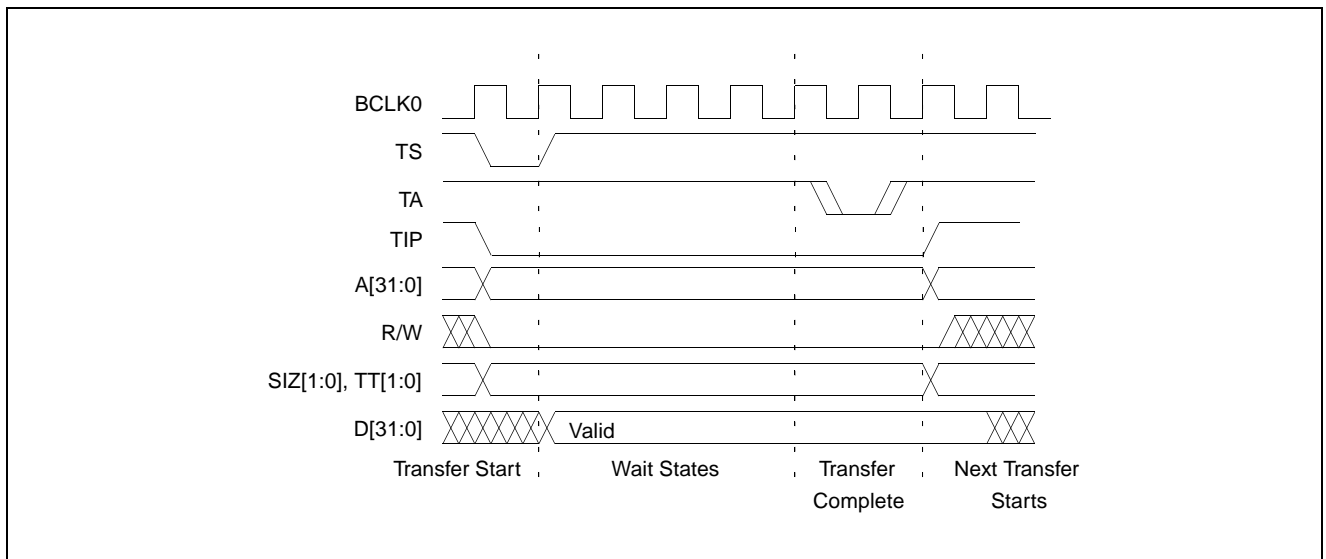 BCLK0
TS
TA
TIP
A[31:0]
R/W
SIZ[1:0], TT[1:0]
D[31:0]
Valid
Transfer Start
Wait States
Transfer
Complete
Next Transfer
Starts